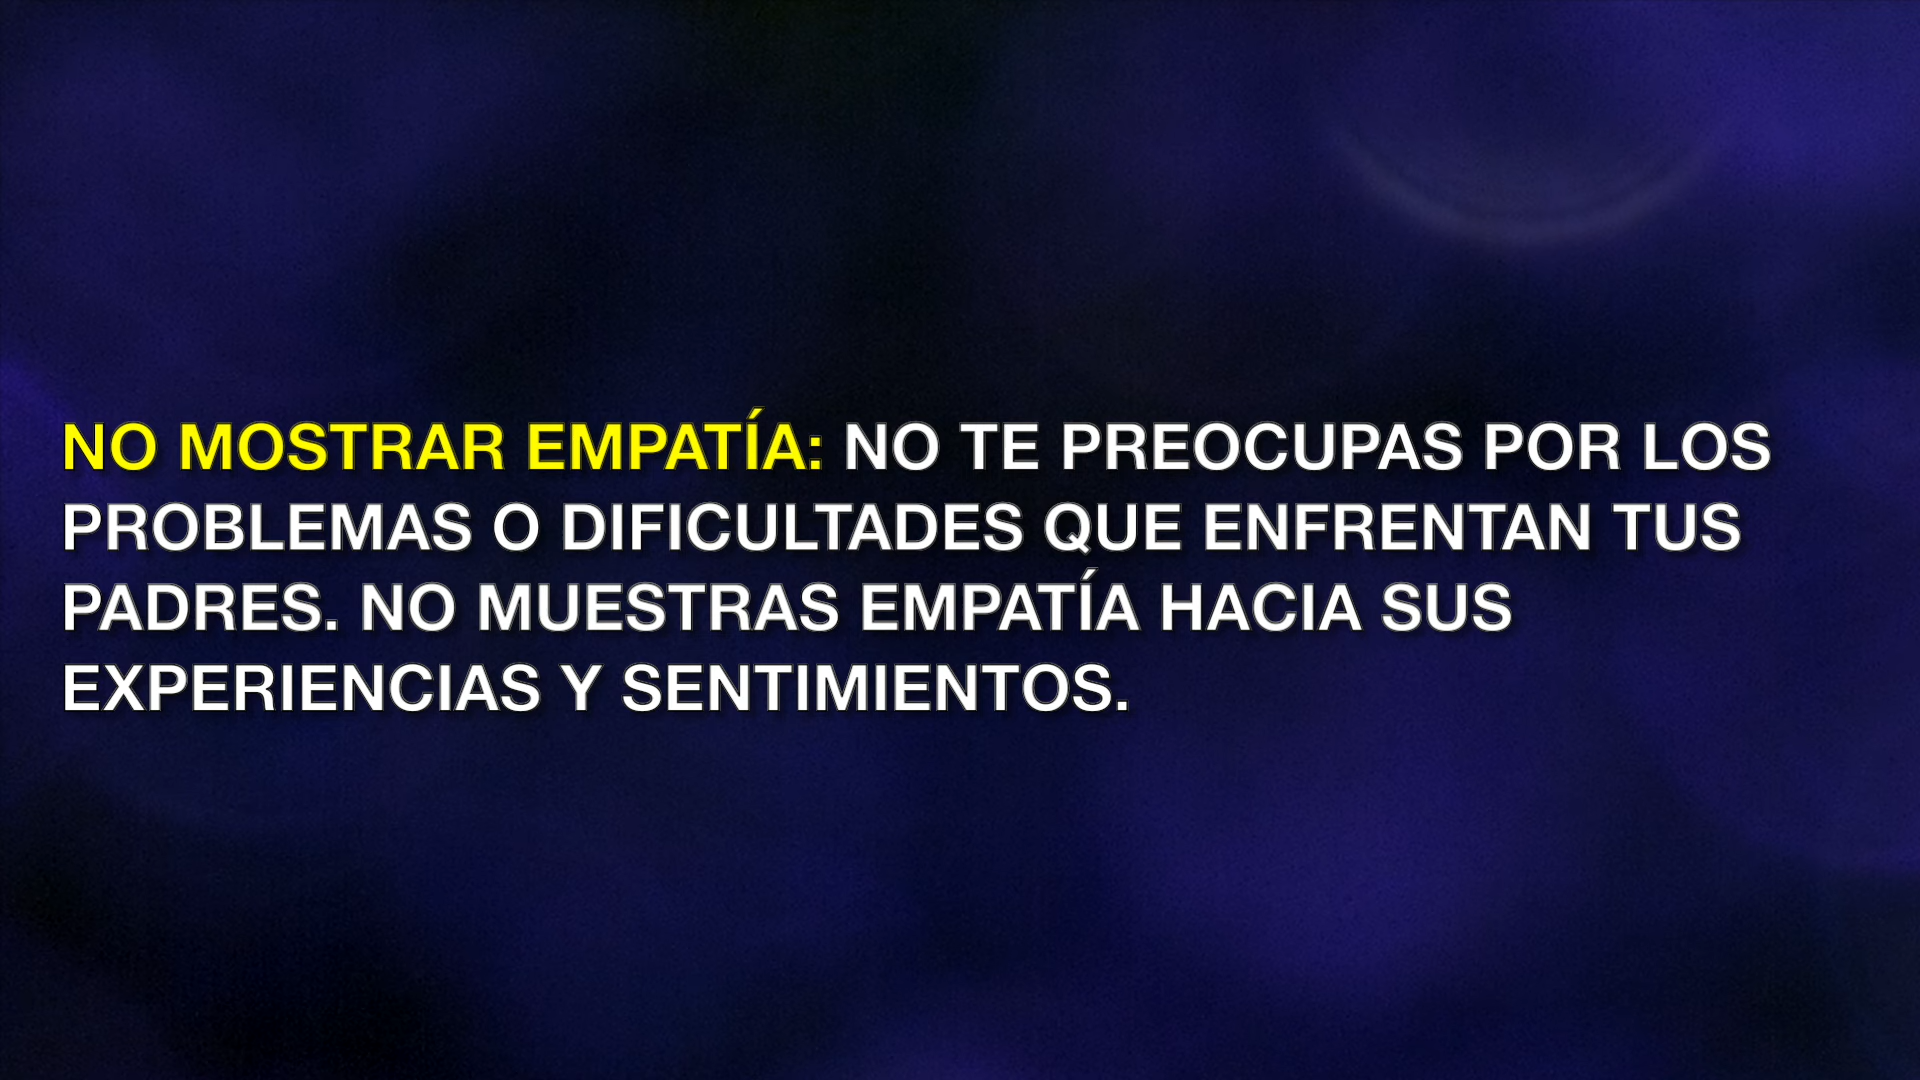 NO MOSTRAR EMPATÍA: NO TE PREOCUPAS POR LOS
PROBLEMAS O DIFICULTADES QUE ENFRENTAN TUS
PADRES. NO MUESTRAS EMPATÍA HACIA SUS
EXPERIENCIAS Y SENTIMIENTOS.